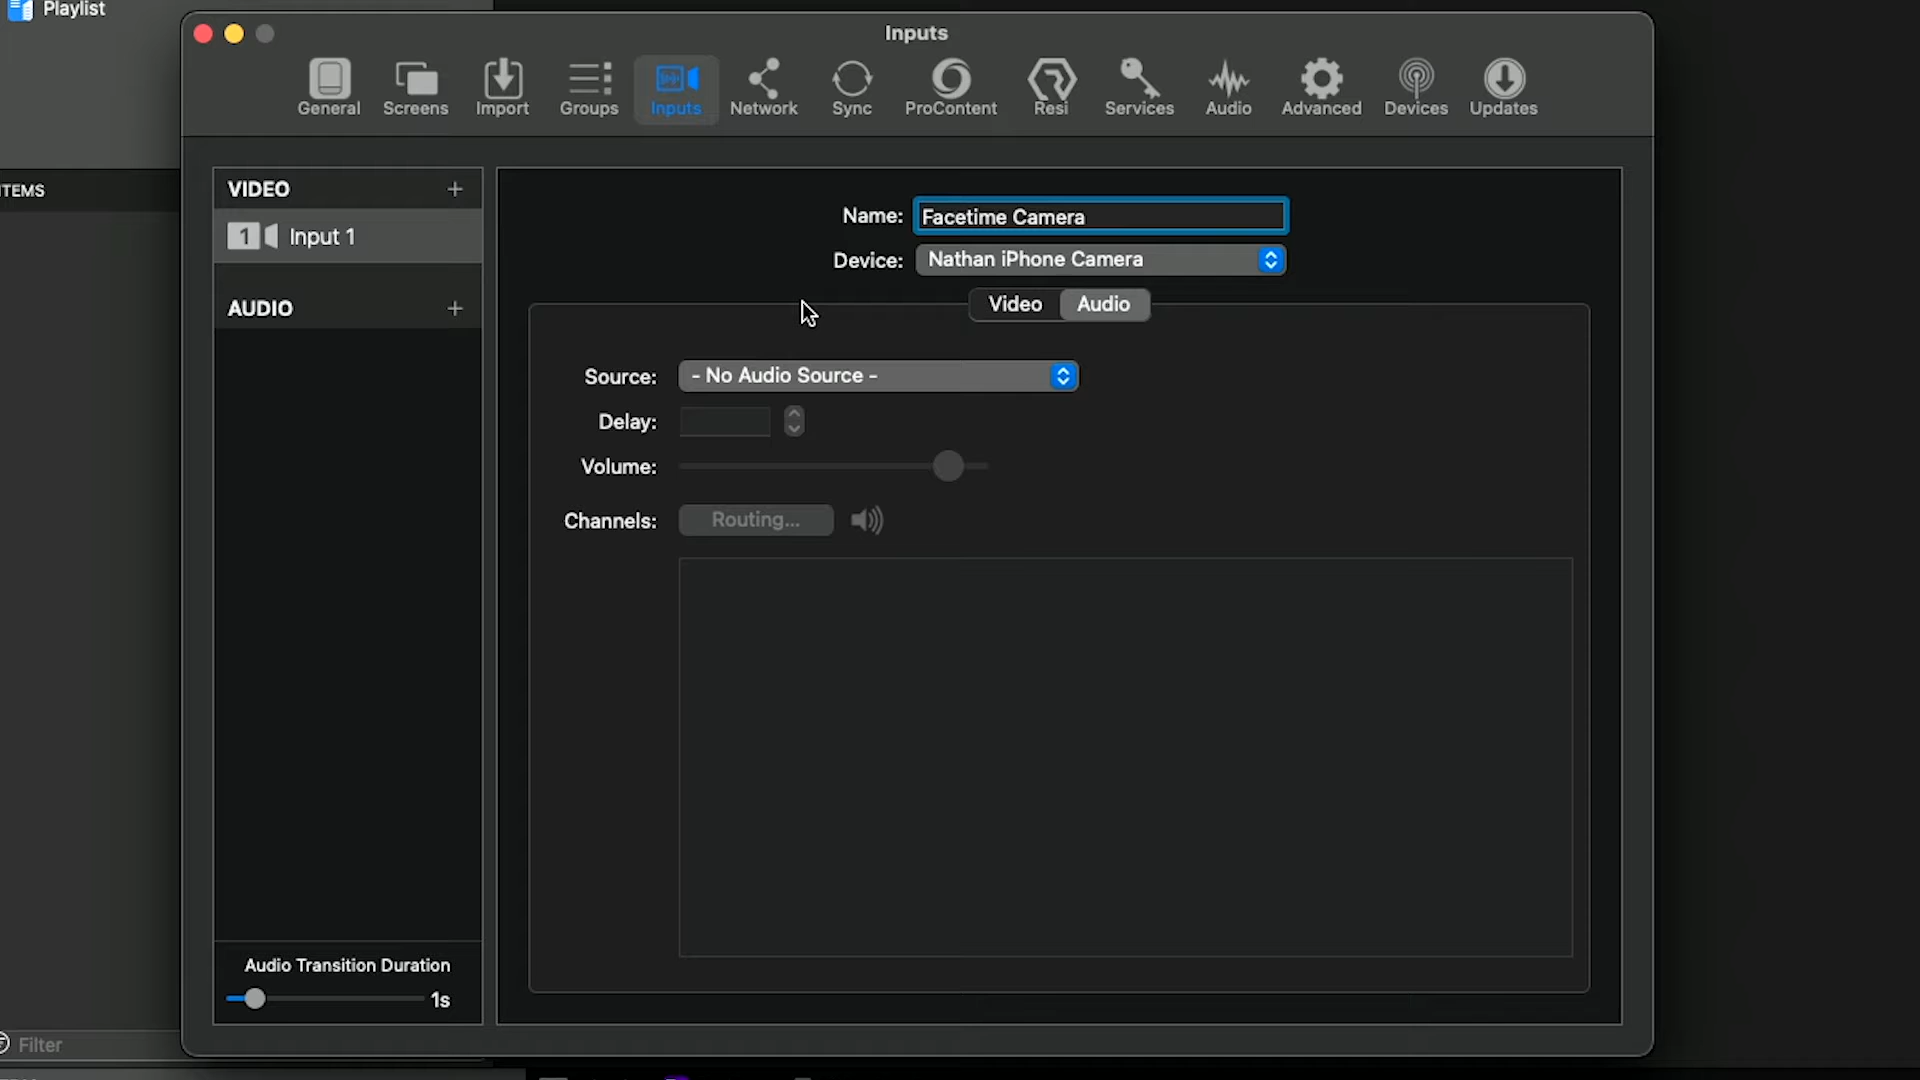 Playlist
Inputs
General Screens Import Groups Inputs Network Sync ProContent Resi Services Audio Advanced Devices Updates
VIDEO +
TEMS
Name: Facetime Camera
1 Input 1
Device: Nathan iPhone Camera
Video Audio
AUDIO +
Source: - No Audio Source -
Delay:
Volume:
Channels: Routing...
Audio Transition Duration
1s
Filter